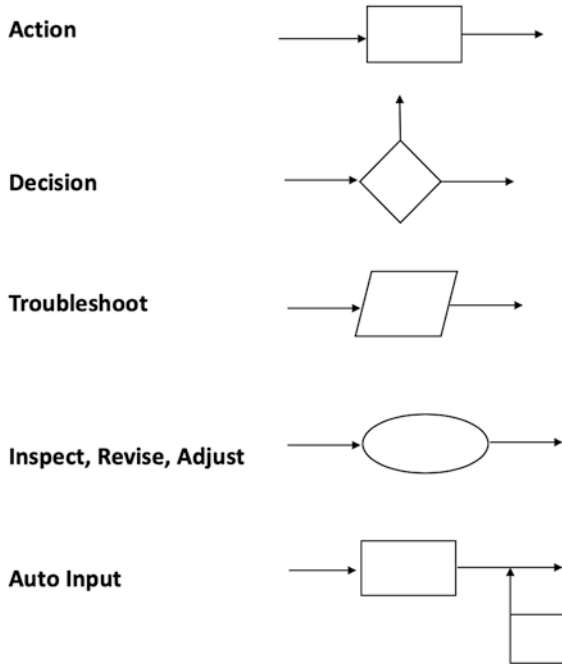 Action
Decision
Troubleshoot
Inspect, Revise, Adjust
Auto Input